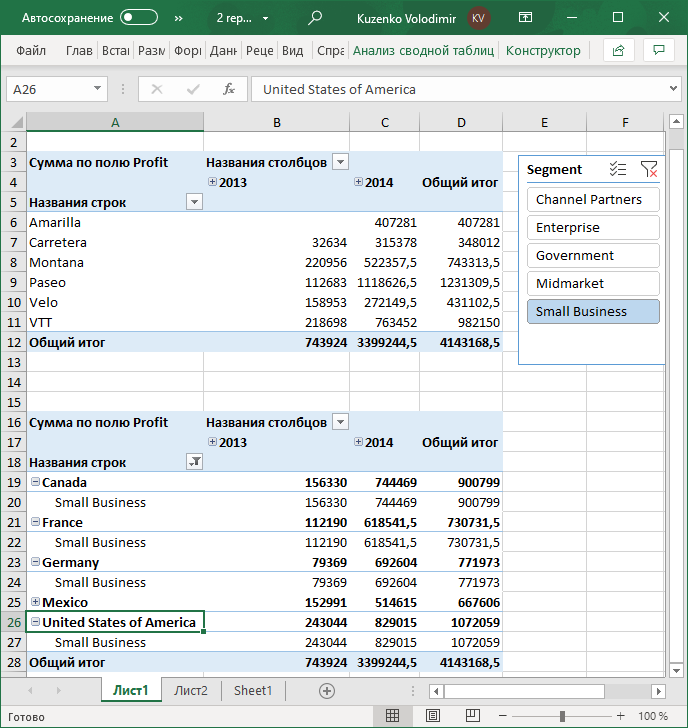 Автосохранение 2 rep... Kuzenko Volodimir KV
Файл Глав Встав Разм Форм Данн Реце Вид Спра Анализ сводной таблиц Конструктор
A26 fx United States of America
A B C D E F
2
3 Сумма по полю Profit Названия столбцов
4 2013 2014 Общий итог
5 Названия строк
6 Amarilla 407281 407281
7 Carretera 32634 315378 348012
8 Montana 220956 522357,5 743313,5
9 Paseo 112683 1118626,5 1231309,5
10 Velo 158953 272149,5 431102,5
11 VTT 218698 763452 982150
12 Общий итог 743924 3399244,5 4143168,5
13
14
15
16 Сумма по полю Profit Названия столбцов
17 2013 2014 Общий итог
18 Названия строк
19 Canada 156330 744469 900799
20 Small Business 156330 744469 900799
21 France 112190 618541,5 730731,5
22 Small Business 112190 618541,5 730731,5
23 Germany 79369 692604 771973
24 Small Business 79369 692604 771973
25 Mexico 152991 514615 667606
26 United States of America 243044 829015 1072059
27 Small Business 243044 829015 1072059
28 Общий итог 743924 3399244,5 4143168,5
Segment
Channel Partners
Enterprise
Government
Midmarket
Small Business
Лист1 Лист2 Sheet1
Готово 100 %